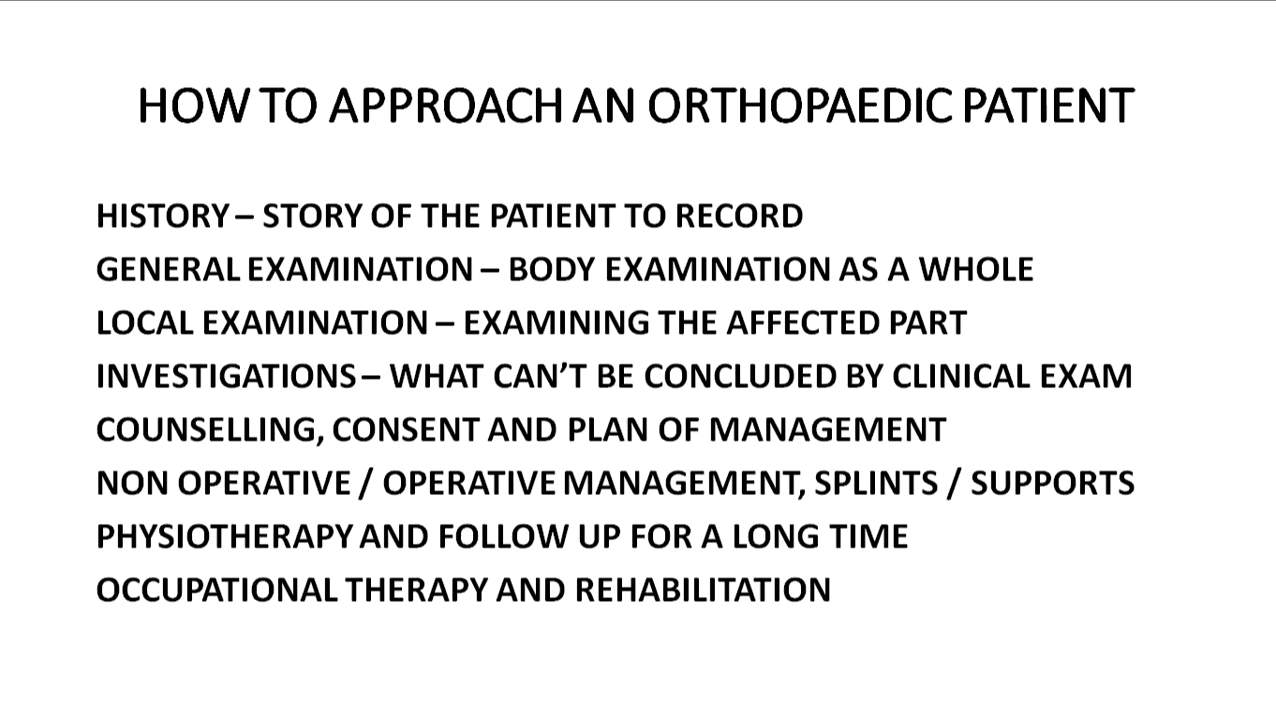 HOW TO APPROACH AN ORTHOPAEDIC PATIENT
HISTORY – STORY OF THE PATIENT TO RECORD
GENERAL EXAMINATION – BODY EXAMINATION AS A WHOLE
LOCAL EXAMINATION – EXAMINING THE AFFECTED PART
INVESTIGATIONS – WHAT CAN’T BE CONCLUDED BY CLINICAL EXAM
COUNSELLING, CONSENT AND PLAN OF MANAGEMENT
NON OPERATIVE / OPERATIVE MANAGEMENT, SPLINTS / SUPPORTS
PHYSIOTHERAPY AND FOLLOW UP FOR A LONG TIME
OCCUPATIONAL THERAPY AND REHABILITATION